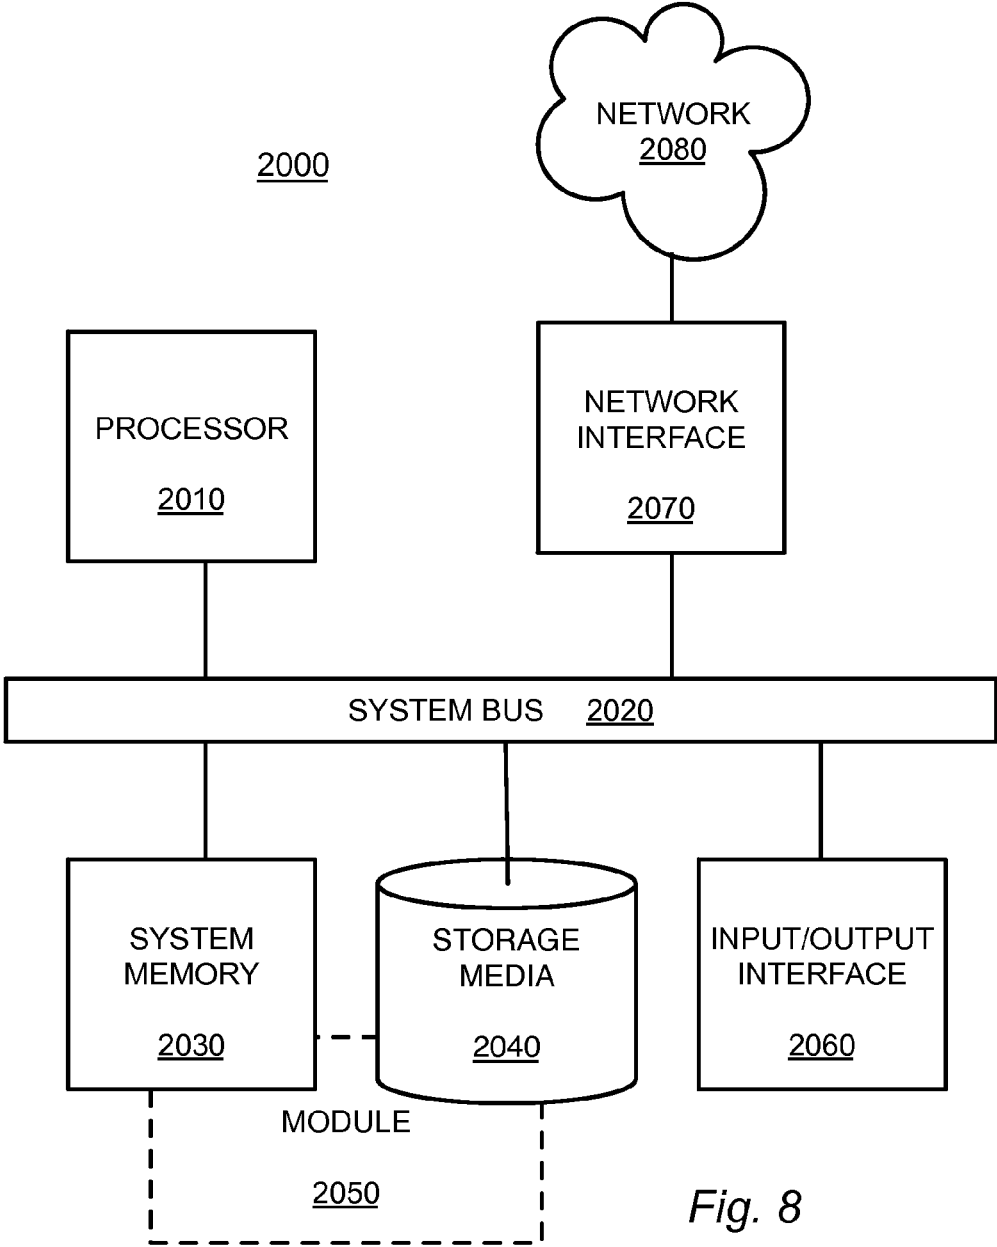 NETWORK
2080
2000
PROCESSOR
2010
NETWORK
INTERFACE
2070
SYSTEM BUS 2020
SYSTEM
MEMORY
2030
STORAGE
MEDIA
2040
INPUT/OUTPUT
INTERFACE
2060
MODULE
2050
Fig. 8